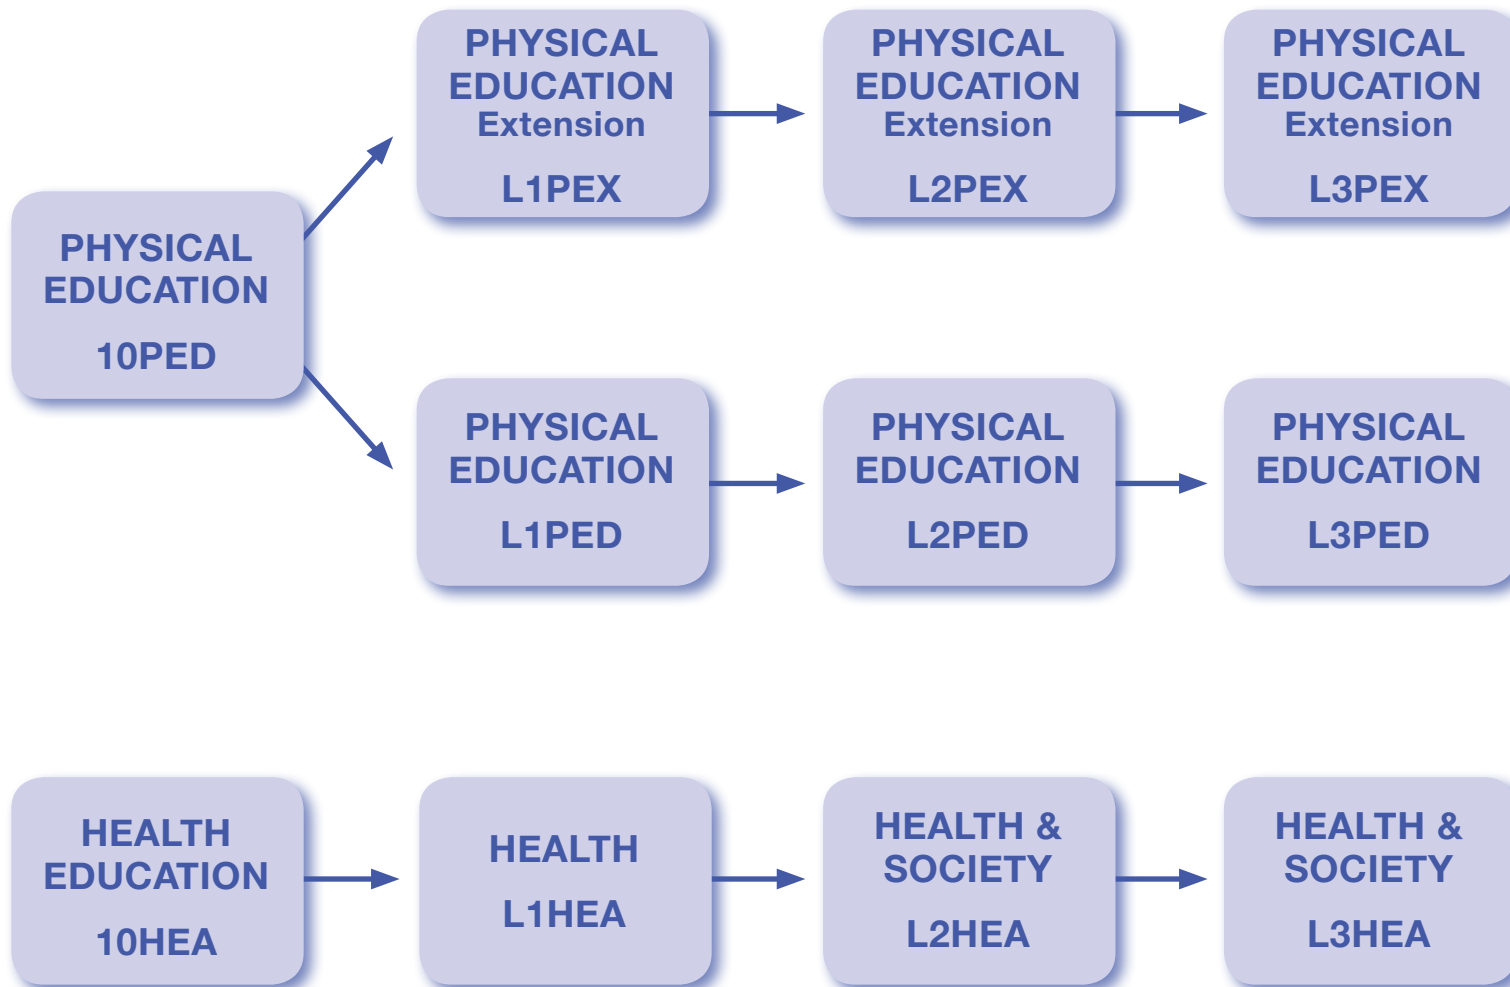 PHYSICAL
EDUCATION
10PED
PHYSICAL
EDUCATION
Extension
L1PEX
PHYSICAL
EDUCATION
Extension
L2PEX
PHYSICAL
EDUCATION
Extension
L3PEX
PHYSICAL
EDUCATION
L1PED
PHYSICAL
EDUCATION
L2PED
PHYSICAL
EDUCATION
L3PED
HEALTH
EDUCATION
10HEA
HEALTH
L1HEA
HEALTH &
SOCIETY
L2HEA
HEALTH &
SOCIETY
L3HEA